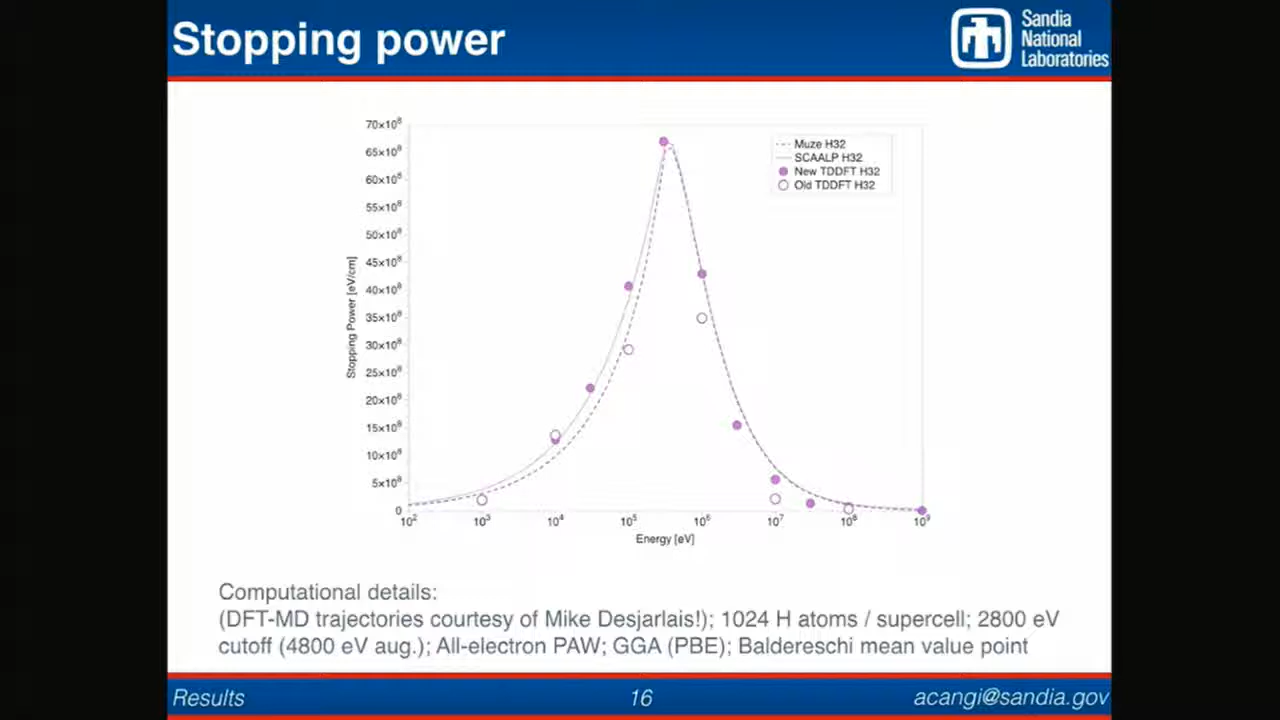 Stopping power
Sandia
National
Laboratories
70×10⁸
65×10⁸
60×10⁸
55×10⁸
50×10⁸
45×10⁸
40×10⁸
35×10⁸
30×10⁸
25×10⁸
20×10⁸
15×10⁸
10×10⁸
5×10⁸
0
Stopping Power [eV/cm]
Muze H32
SCAALP H32
New TDDFT H32
Old TDDFT H32
10² 10³ 10⁴ 10⁵ 10⁶ 10⁷ 10⁸ 10⁹
Energy [eV]
Computational details:
(DFT-MD trajectories courtesy of Mike Desjarlais!); 1024 H atoms / supercell; 2800 eV
cutoff (4800 eV aug.); All-electron PAW; GGA (PBE); Baldereschi mean value point
Results 16 acangi@sandia.gov